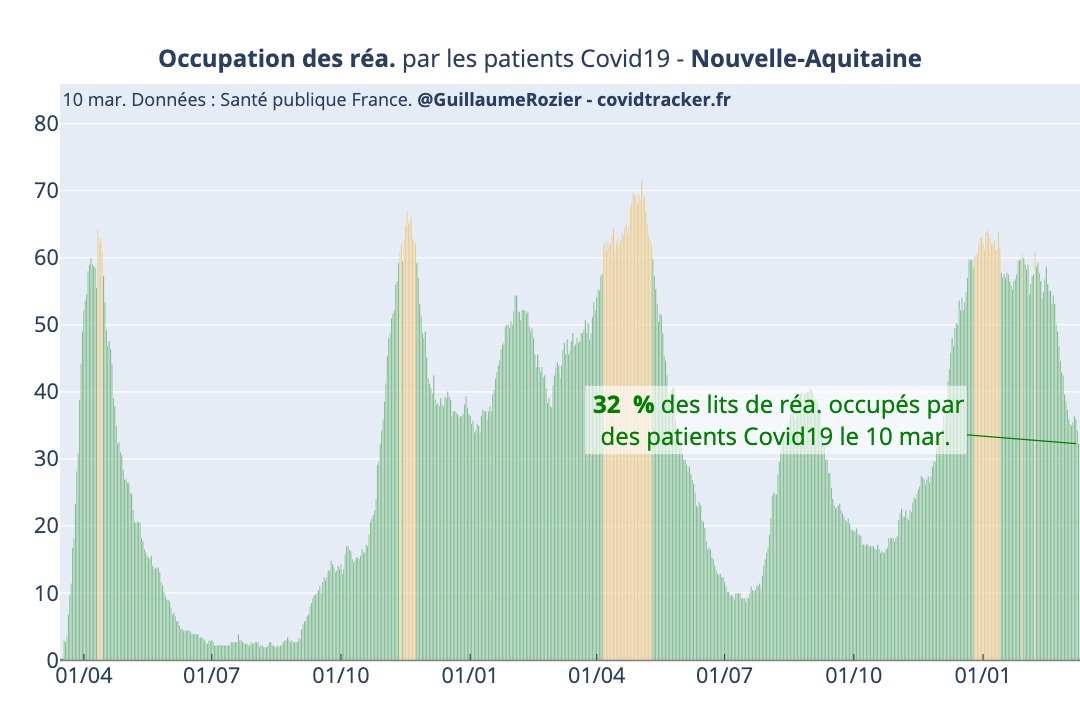 Occupation des réa. par les patients Covid19 - Nouvelle-Aquitaine
10 mar. Données : Santé publique France. @GuillaumeRozier - covidtracker.fr
80
70
60
50
40
30
20
10
0
32 % des lits de réa. occupés par
des patients Covid19 le 10 mar.
01/04 01/07 01/10 01/01 01/04 01/07 01/10 01/01